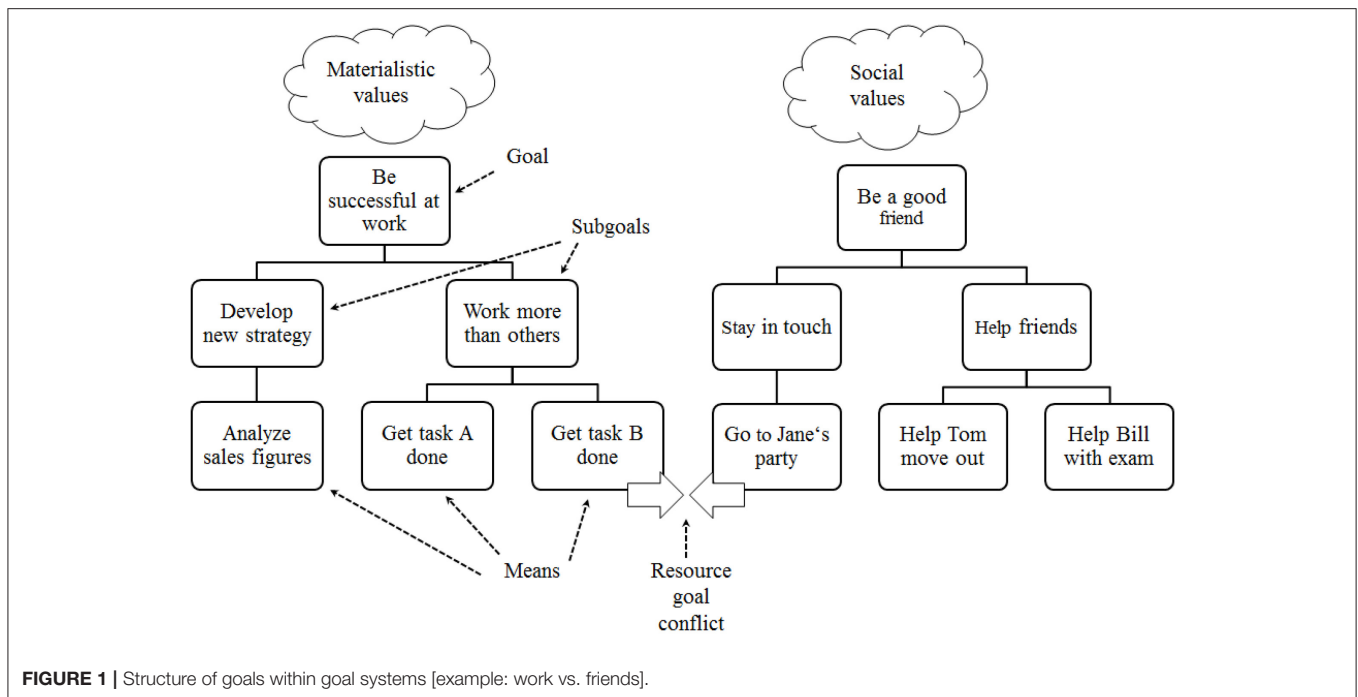 Materialistic
values
Social
values
Be
successful at
work
Goal
Be a good
friend
Subgoals
Develop
new strategy
Work more
than others
Stay in touch
Help friends
Analyze
sales figures
Get task A
done
Get task B
done
Go to Jane‘s
party
Help Tom
move out
Help Bill
with exam
Means
Resource
goal
conflict
FIGURE 1 | Structure of goals within goal systems [example: work vs. friends].